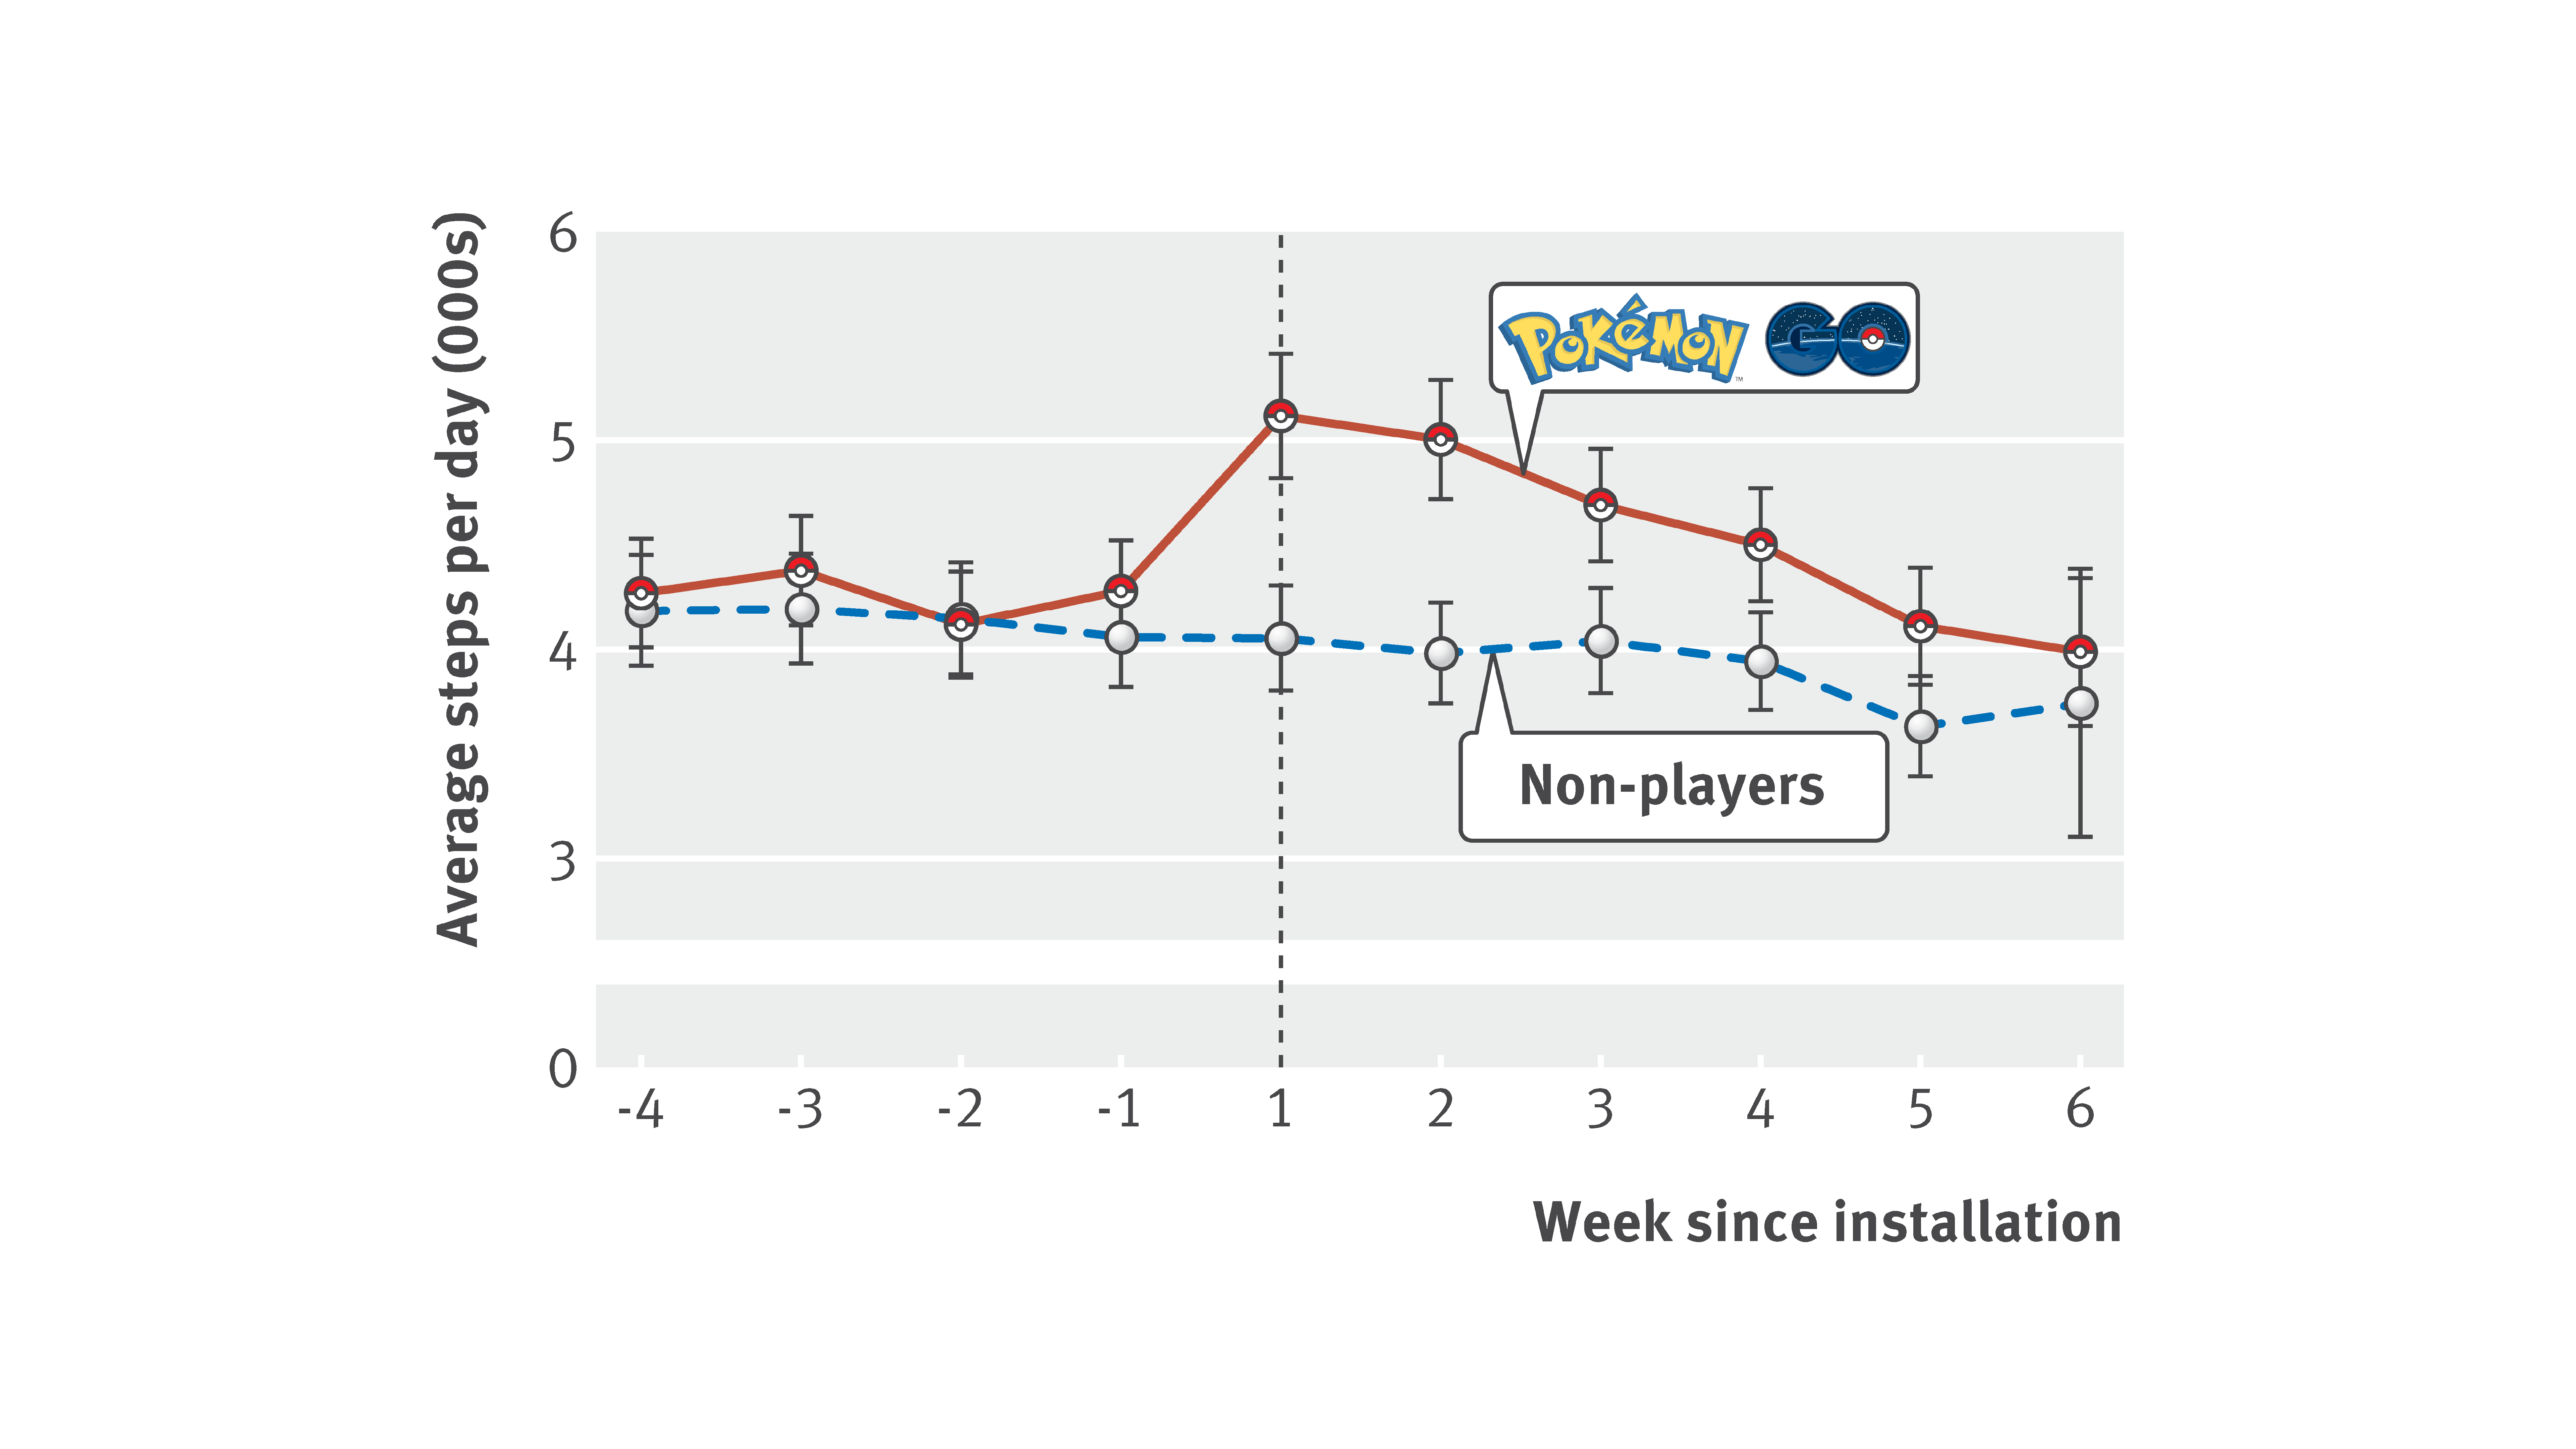 Average steps per day (000s)
6
5
4
3
0
POKéMON GO
™
Non-players
-4 -3 -2 -1 1 2 3 4 5 6
Week since installation